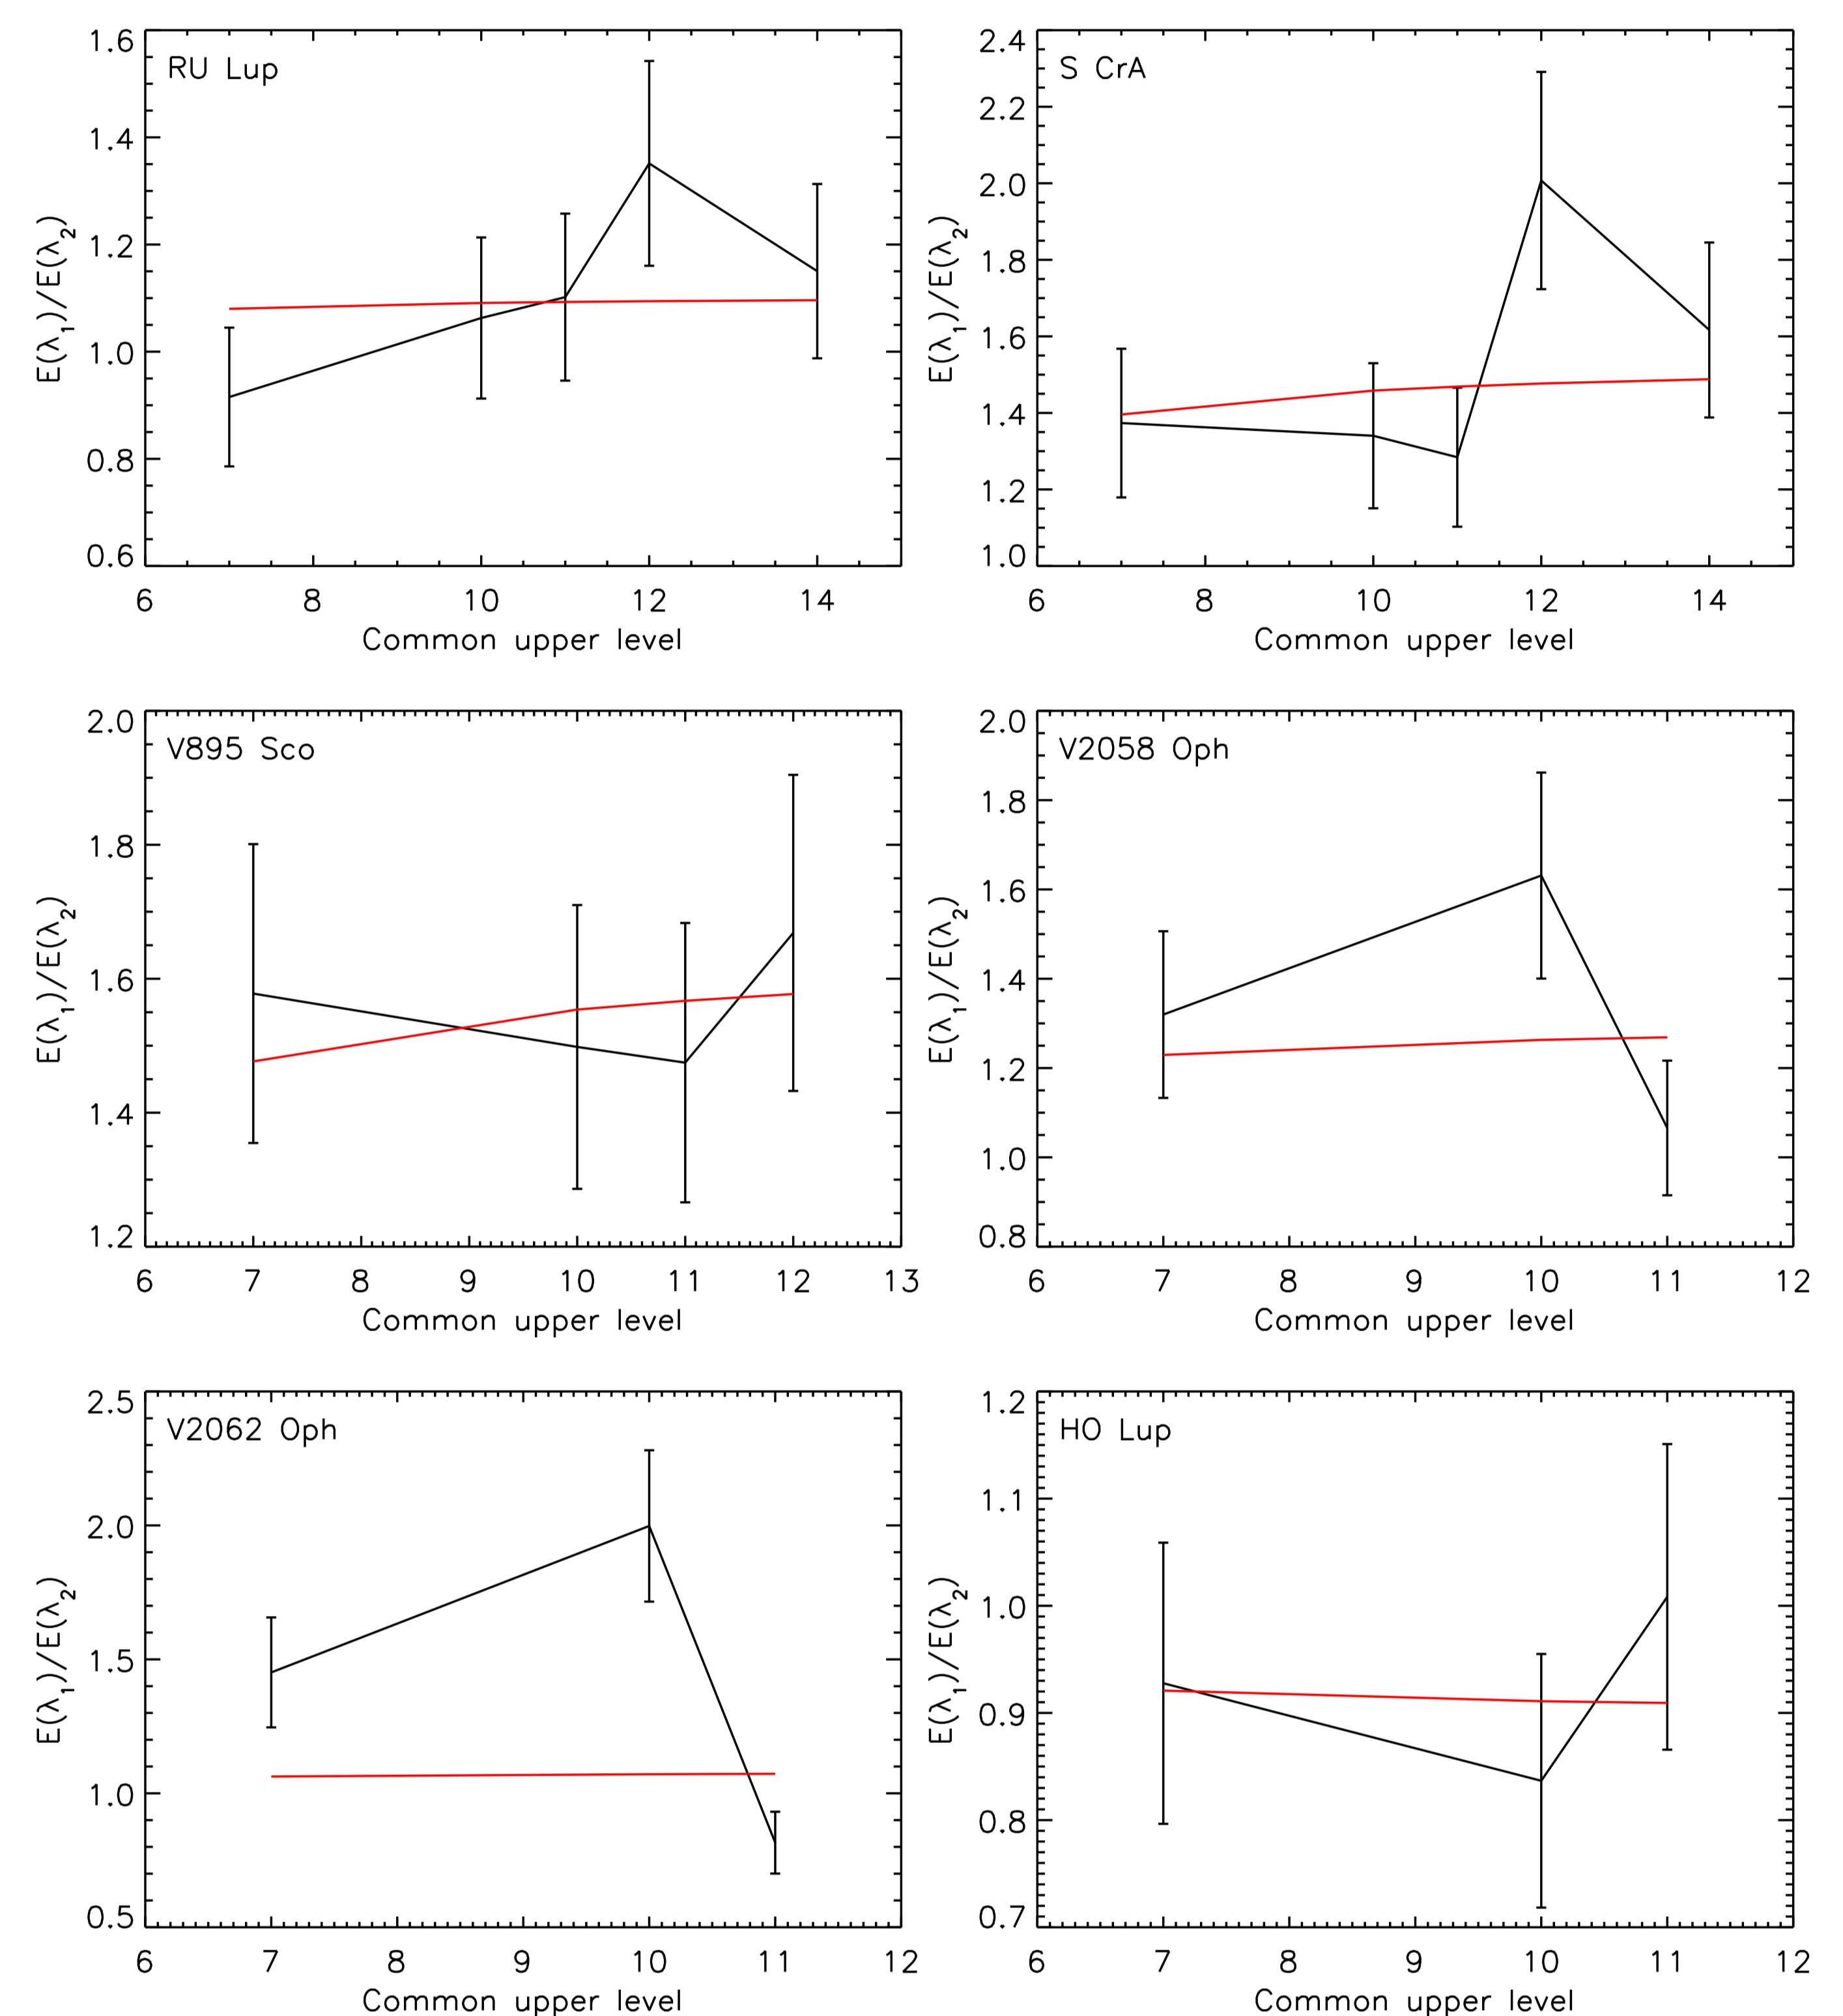 RU Lup
1.6
1.4
1.2
1.0
0.8
0.6
E(λ1)/E(λ2)
6 8 10 12 14
Common upper level
S CrA
2.4
2.2
2.0
1.8
1.6
1.4
1.2
1.0
E(λ1)/E(λ2)
6 8 10 12 14
Common upper level
V895 Sco
2.0
1.8
1.6
1.4
1.2
E(λ1)/E(λ2)
6 7 8 9 10 11 12 13
Common upper level
V2058 Oph
2.0
1.8
1.6
1.4
1.2
1.0
0.8
E(λ1)/E(λ2)
6 7 8 9 10 11 12
Common upper level
V2062 Oph
2.5
2.0
1.5
1.0
0.5
E(λ1)/E(λ2)
6 7 8 9 10 11 12
Common upper level
HO Lup
1.2
1.1
1.0
0.9
0.8
0.7
E(λ1)/E(λ2)
6 7 8 9 10 11 12
Common upper level